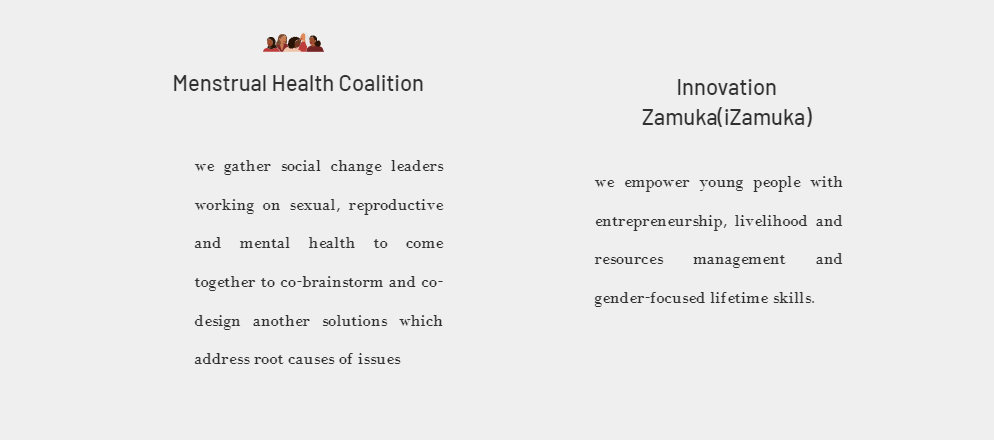 Menstrual Health Coalition
we gather social change leaders
working on sexual, reproductive
and mental health to come
together to co-brainstorm and co-
design another solutions which
address root causes of issues
Innovation
Zamuka(iZamuka)
we empower young people with
entrepreneurship, livelihood and
resources management and
gender-focused lifetime skills.